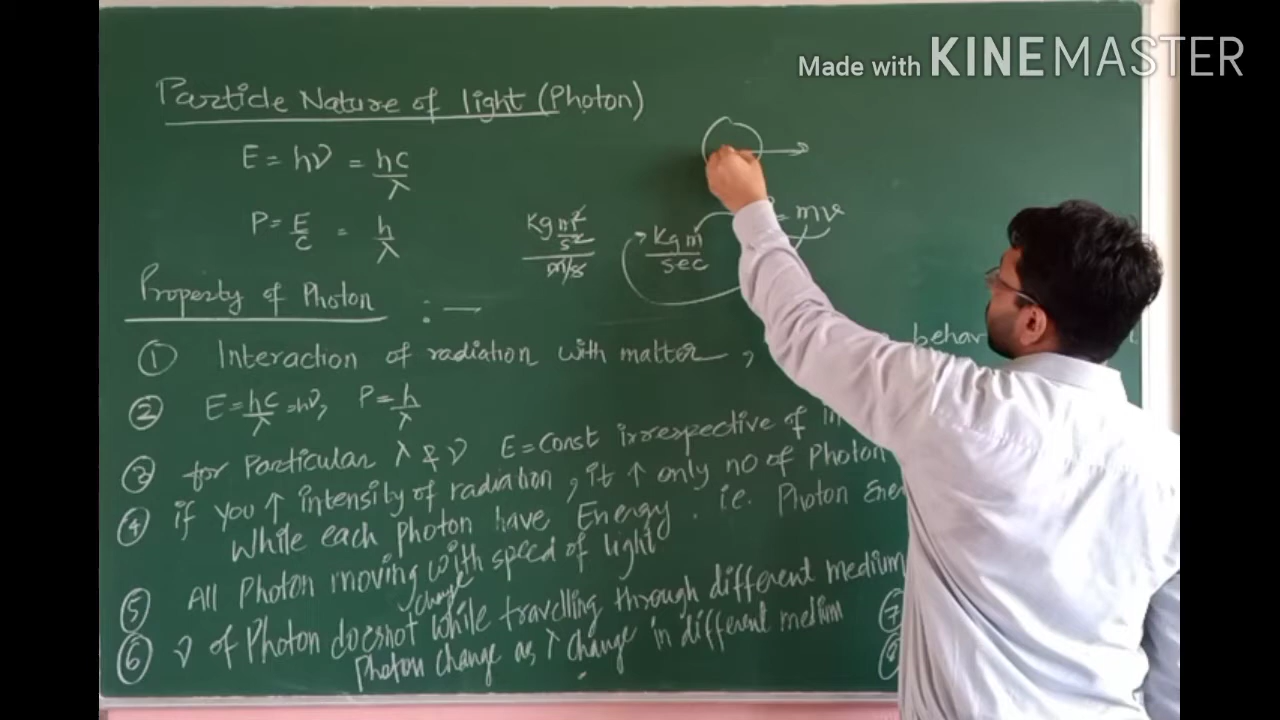 Made with KINEMASTER
Particle Nature of light (Photon)
E = hν = hc/λ
P = E/c = h/λ
Kg m²/s² / m/s
Kg m/sec
= mv
Property of Photon :—
① Interaction of radiation with matter,
② E = hc/λ = hν, P = h/λ
③ for Particular λ & ν E = const irrespective of
④ if you ↑ intensity of radiation, it ↑ only no of Photon
While each photon have Energy. i.e. Photon
⑤ All Photon moving with speed of light
change
⑥ ν of Photon doesnot while travelling through different medium
Photon change as λ change in different medium
⑦
⑧